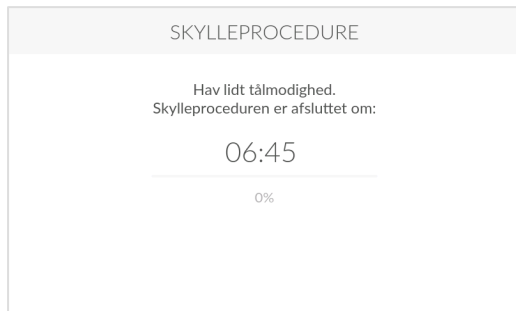 SKYLLEPROCEDURE
Hav lidt tålmodighed.
Skylleproceduren er afsluttet om:
06:45
0%